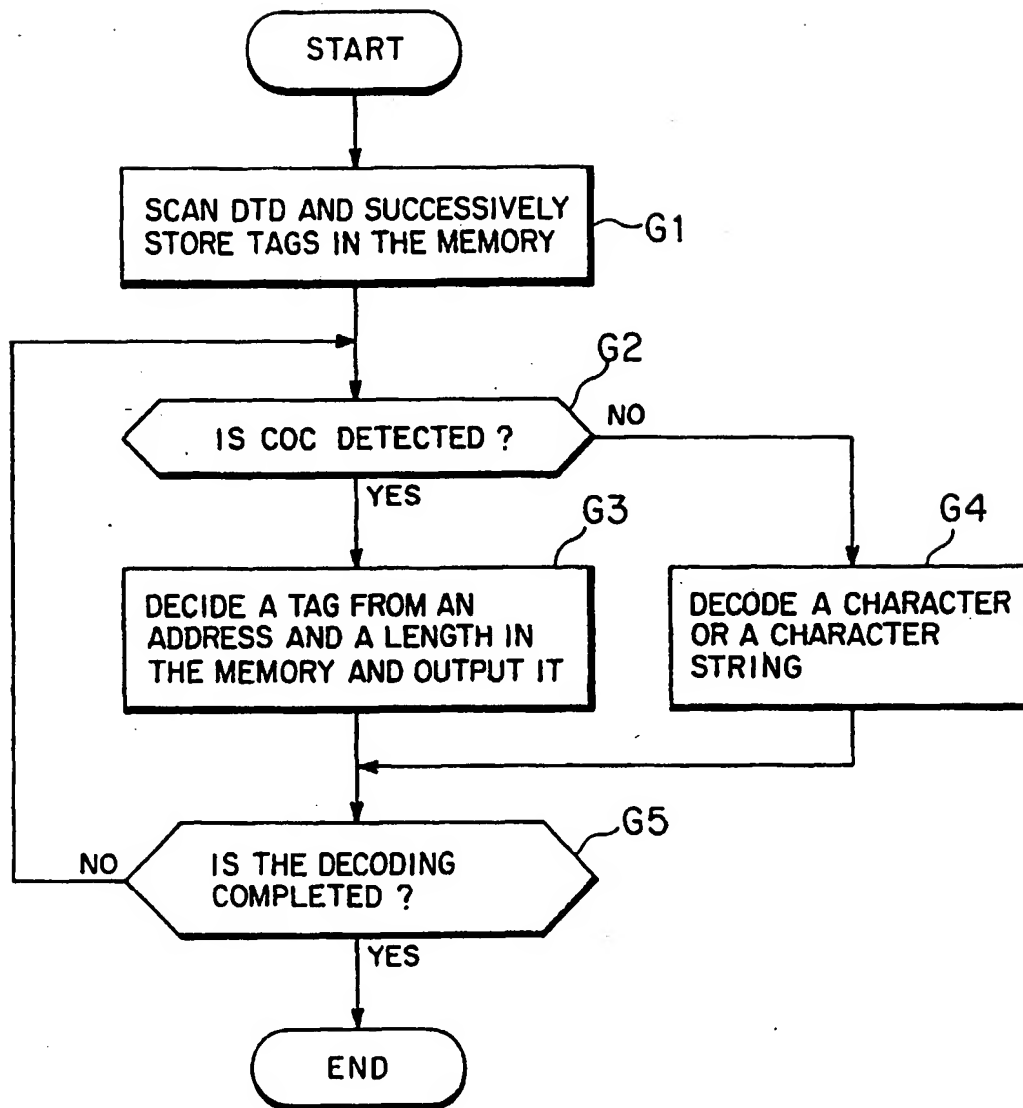 START
SCAN DTD AND SUCCESSIVELY
STORE TAGS IN THE MEMORY
G1
G2
IS COC DETECTED ?
NO
YES
G3
DECIDE A TAG FROM AN
ADDRESS AND A LENGTH IN
THE MEMORY AND OUTPUT IT
G4
DECODE A CHARACTER
OR A CHARACTER
STRING
G5
IS THE DECODING
COMPLETED ?
NO
YES
END